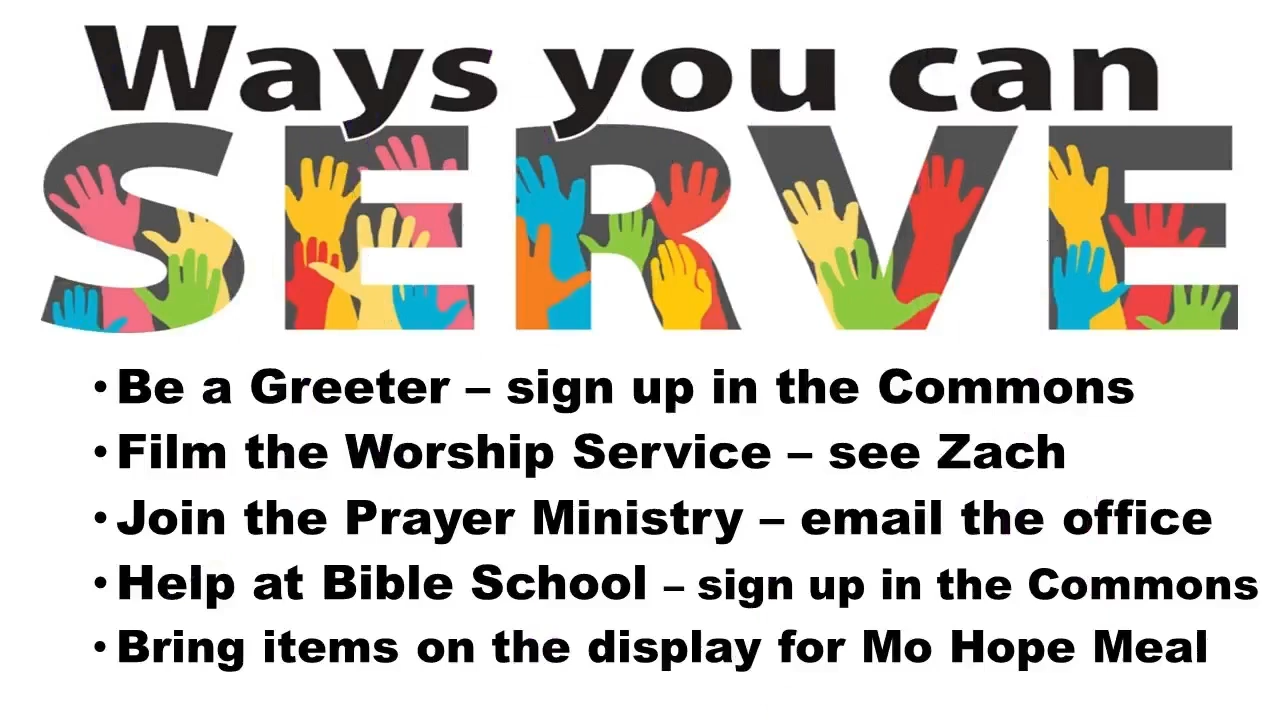 Ways you can
SERVE
• Be a Greeter – sign up in the Commons
• Film the Worship Service – see Zach
• Join the Prayer Ministry – email the office
• Help at Bible School – sign up in the Commons
• Bring items on the display for Mo Hope Meal